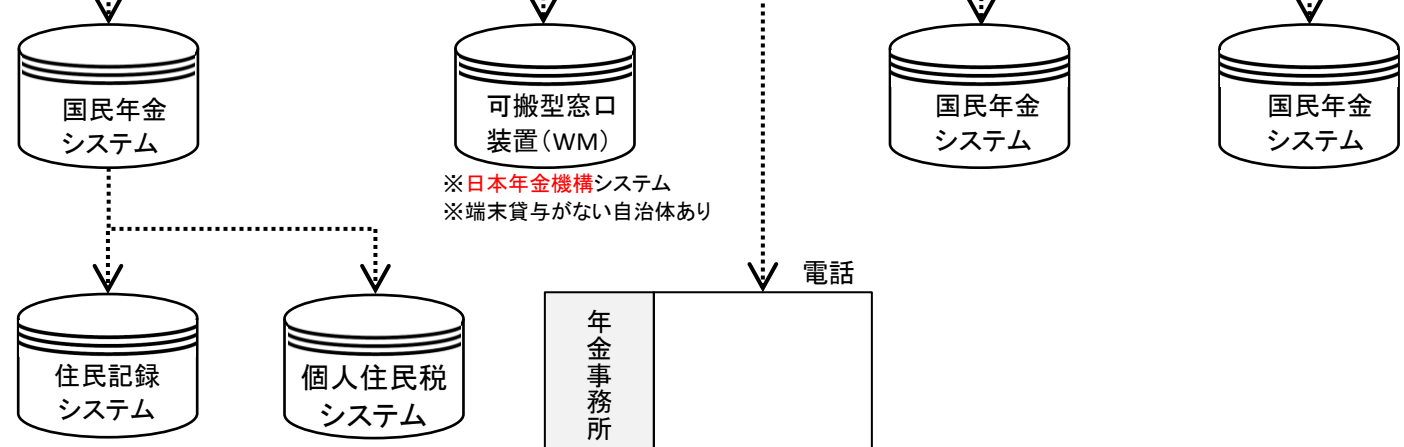 国民年金
システム
可搬型窓口
装置（WM）
※日本年金機構システム
※端末貸与がない自治体あり
国民年金
システム
国民年金
システム
電話
住民記録
システム
個人住民税
システム
年金事務所